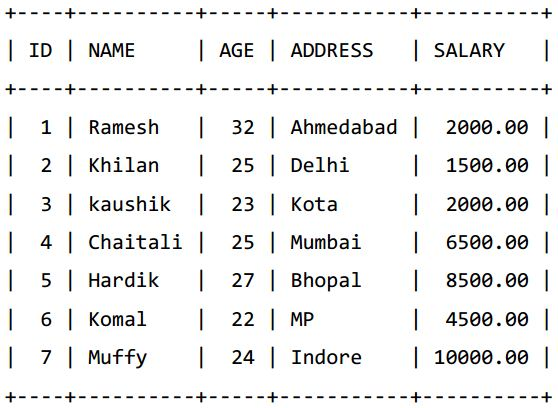 +----+----------+-----+-----------+----------+
| ID | NAME     | AGE | ADDRESS   | SALARY   |
+----+----------+-----+-----------+----------+
|  1 | Ramesh   |  32 | Ahmedabad |  2000.00 |
|  2 | Khilan   |  25 | Delhi     |  1500.00 |
|  3 | kaushik  |  23 | Kota      |  2000.00 |
|  4 | Chaitali |  25 | Mumbai    |  6500.00 |
|  5 | Hardik   |  27 | Bhopal    |  8500.00 |
|  6 | Komal    |  22 | MP        |  4500.00 |
|  7 | Muffy    |  24 | Indore    | 10000.00 |
+----+----------+-----+-----------+----------+